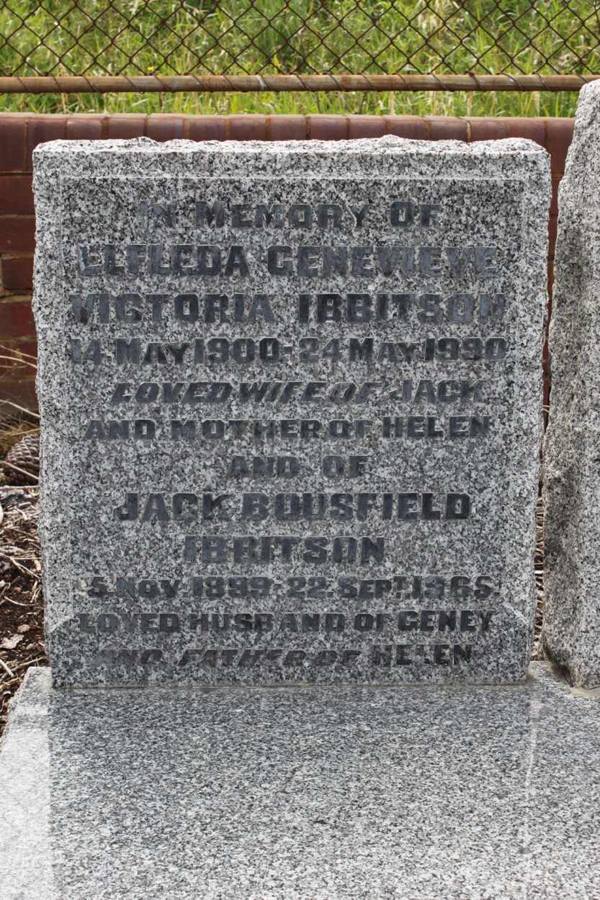 In Memory Of
Elfleda Genevieve
Victoria Ibbitson
14. May 1900 - 24 May 1990
Loved Wife of Jack
And Mother of Helen
And of
Jack Bousfield
Ibbitson
5. Nov. 1899 - 22. Sept. 1965.
Loved Husband of Geney
And Father of Helen